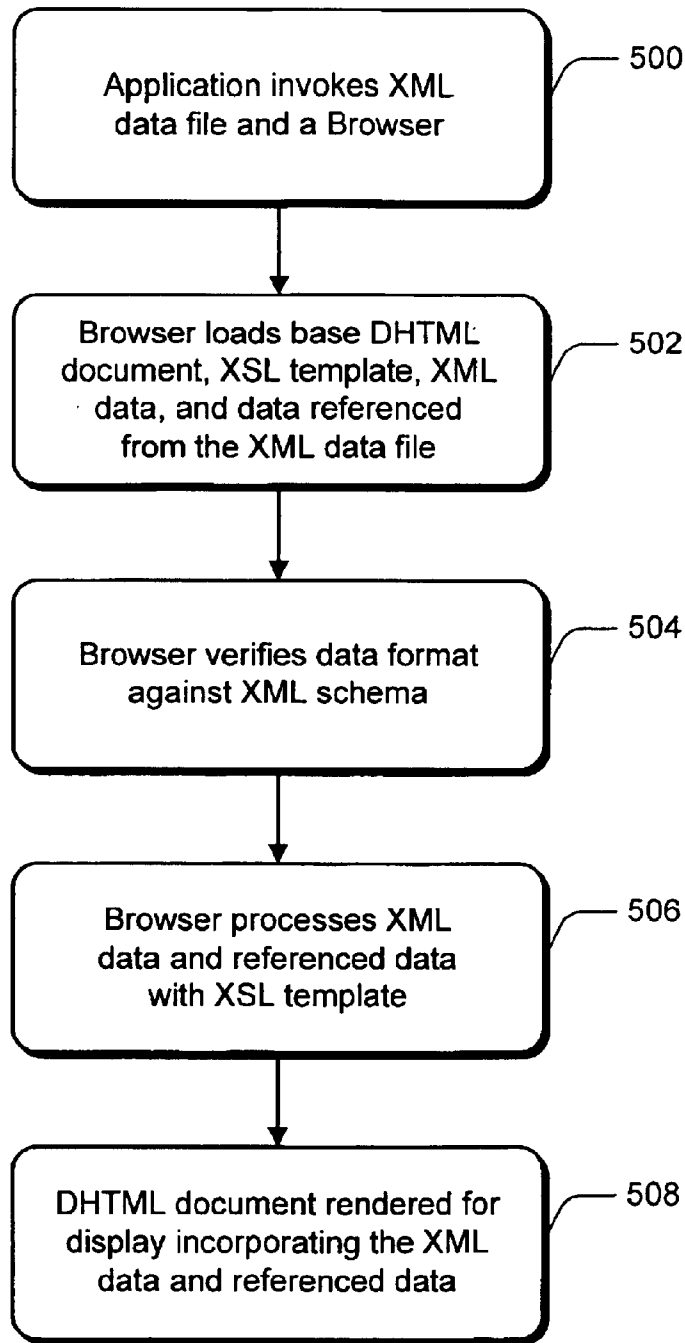 Application invokes XML
data file and a Browser
500
Browser loads base DHTML
document, XSL template, XML
data, and data referenced
from the XML data file
502
Browser verifies data format
against XML schema
504
Browser processes XML
data and referenced data
with XSL template
506
DHTML document rendered for
display incorporating the XML
data and referenced data
508